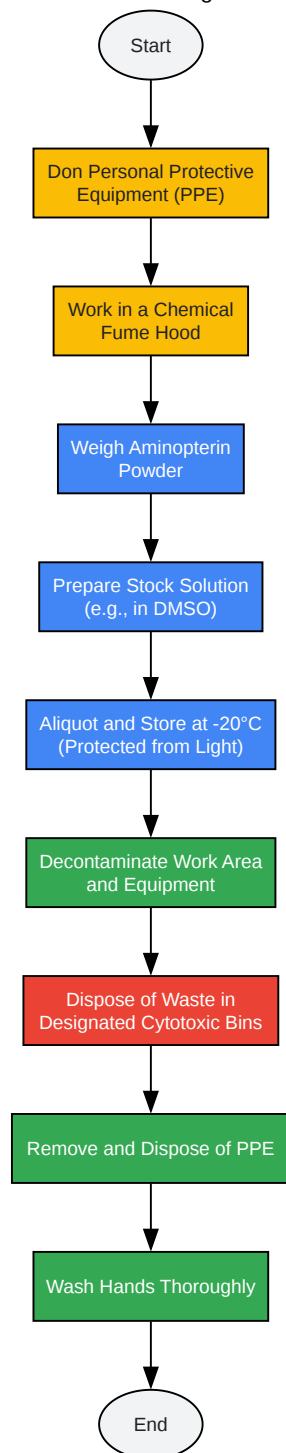 Start
Don Personal Protective
Equipment (PPE)
Work in a Chemical
Fume Hood
Weigh Aminopterin
Powder
Prepare Stock Solution
(e.g., in DMSO)
Aliquot and Store at -20°C
(Protected from Light)
Decontaminate Work Area
and Equipment
Dispose of Waste in
Designated Cytotoxic Bins
Remove and Dispose of PPE
Wash Hands Thoroughly
End